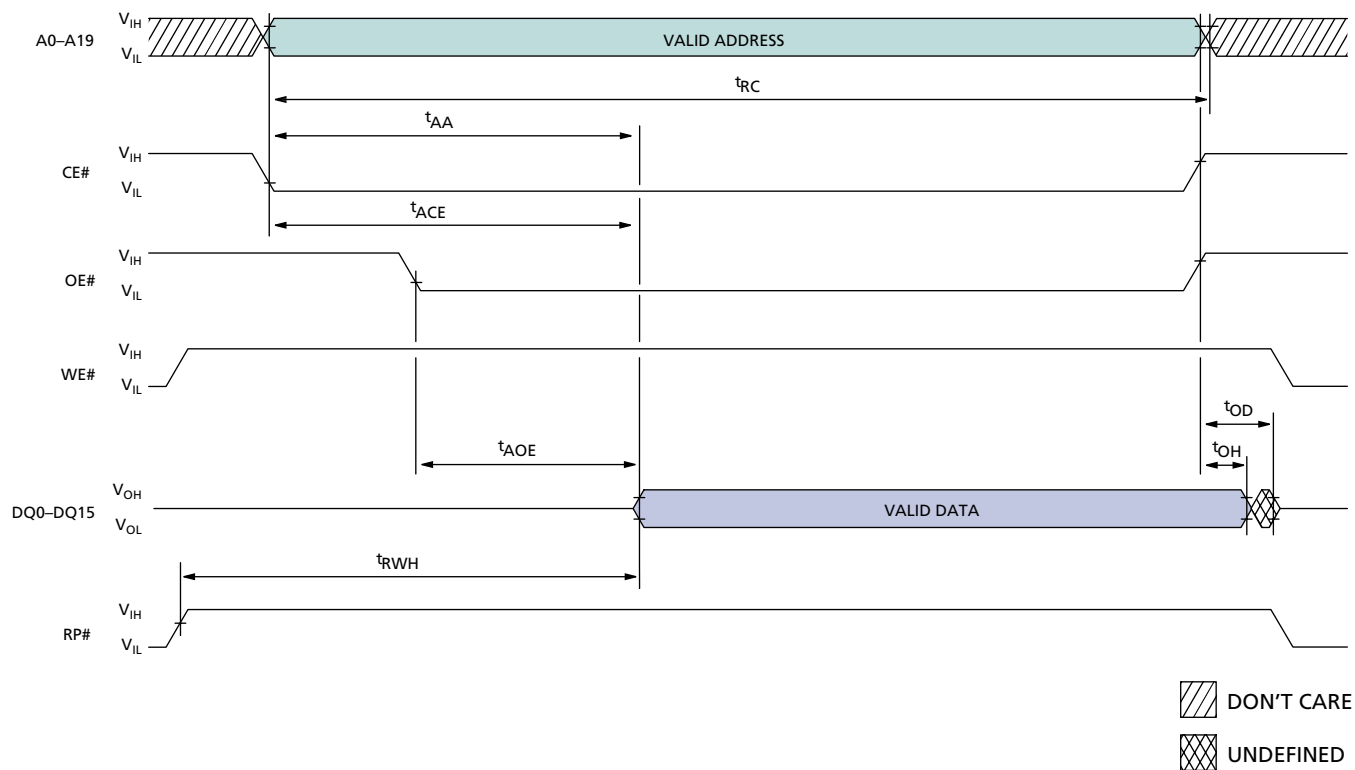 A0–A19
VIH
VIL
VALID ADDRESS
tRC
tAA
CE#
VIH
VIL
tACE
OE#
VIH
VIL
WE#
VIH
VIL
tOD
tAOE
tOH
DQ0–DQ15
VOH
VOL
VALID DATA
tRWH
RP#
VIH
VIL
DON'T CARE
UNDEFINED